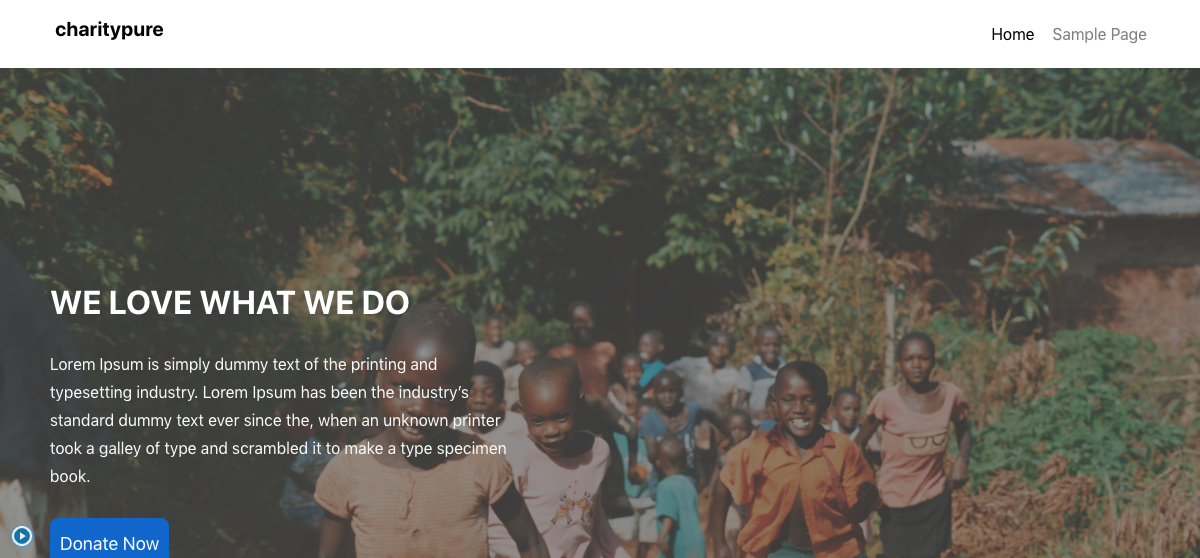 charitypure
Home Sample Page
WE LOVE WHAT WE DO
Lorem Ipsum is simply dummy text of the printing and
typesetting industry. Lorem Ipsum has been the industry’s
standard dummy text ever since the, when an unknown printer
took a galley of type and scrambled it to make a type specimen
book.
Donate Now